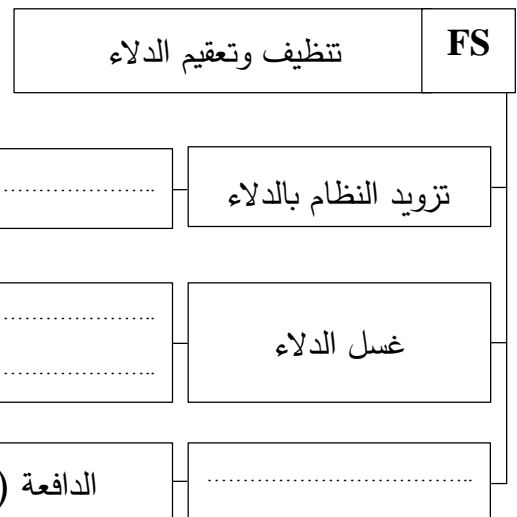 FS
تنظيف وتعقيم الدلاء
تزويد النظام بالدلاء
......................
غسل الدلاء
......................
......................
......................................
الدافعة (